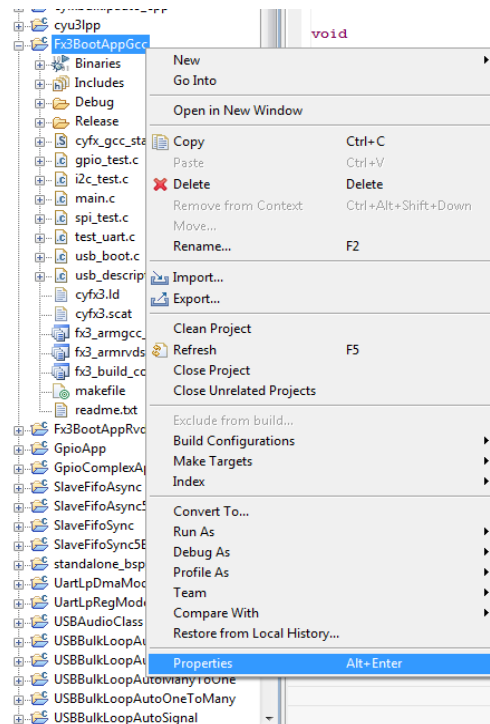 cyu3lpp
Fx3BootAppGcc
Binaries
Includes
Debug
Release
cyfx_gcc_sta
gpio_test.c
i2c_test.c
main.c
spi_test.c
test_uart.c
usb_boot.c
usb_descrip
cyfx3.ld
cyfx3.scat
fx3_armgcc_
fx3_armrvds
fx3_build_co
makefile
readme.txt
Fx3BootAppRvd
GpioApp
GpioComplexAp
SlaveFifoAsync
SlaveFifoAsync5
SlaveFifoSync
SlaveFifoSync5B
standalone_bsp
UartLpDmaMod
UartLpRegMode
USBAudioClass
USBBulkLoopAu
USBBulkLoopAu
USBBulkLoopAutoManyToOne
USBBulkLoopAutoOneToMany
USBBulkLoopAutoSignal
void
New
Go Into
Open in New Window
Copy Ctrl+C
Paste Ctrl+V
Delete Delete
Remove from Context Ctrl+Alt+Shift+Down
Move...
Rename... F2
Import...
Export...
Clean Project
Refresh F5
Close Project
Close Unrelated Projects
Exclude from build...
Build Configurations
Make Targets
Index
Convert To...
Run As
Debug As
Profile As
Team
Compare With
Restore from Local History...
Properties Alt+Enter